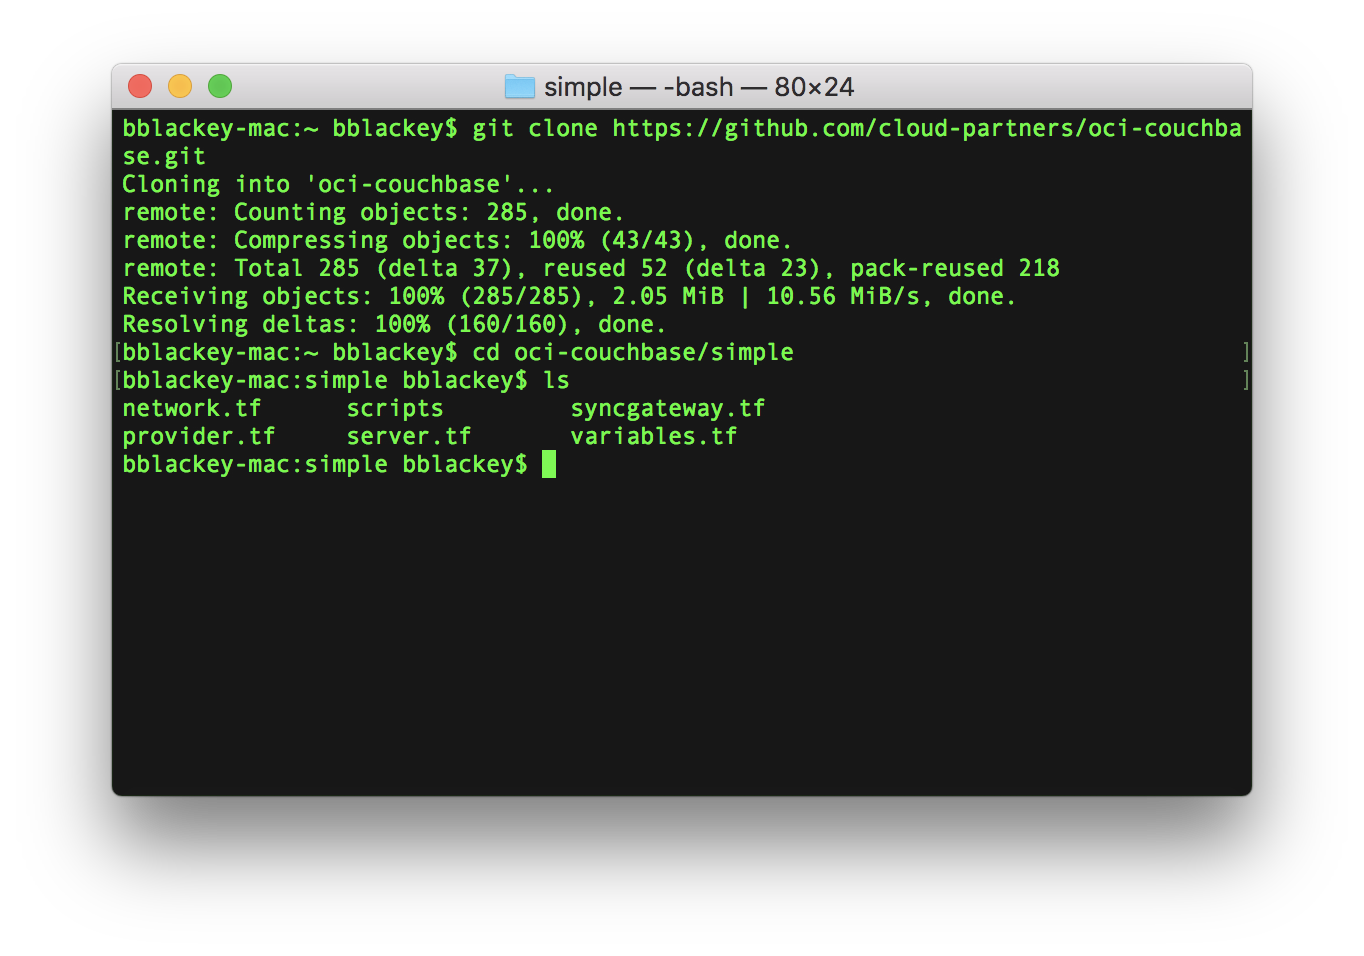 simple — -bash — 80×24
bblackey-mac:~ bblackey$ git clone https://github.com/cloud-partners/oci-couchba
se.git
Cloning into 'oci-couchbase'...
remote: Counting objects: 285, done.
remote: Compressing objects: 100% (43/43), done.
remote: Total 285 (delta 37), reused 52 (delta 23), pack-reused 218
Receiving objects: 100% (285/285), 2.05 MiB | 10.56 MiB/s, done.
Resolving deltas: 100% (160/160), done.
[bblackey-mac:~ bblackey$ cd oci-couchbase/simple ]
[bblackey-mac:simple bblackey$ ls ]
network.tf scripts syncgateway.tf
provider.tf server.tf variables.tf
bblackey-mac:simple bblackey$